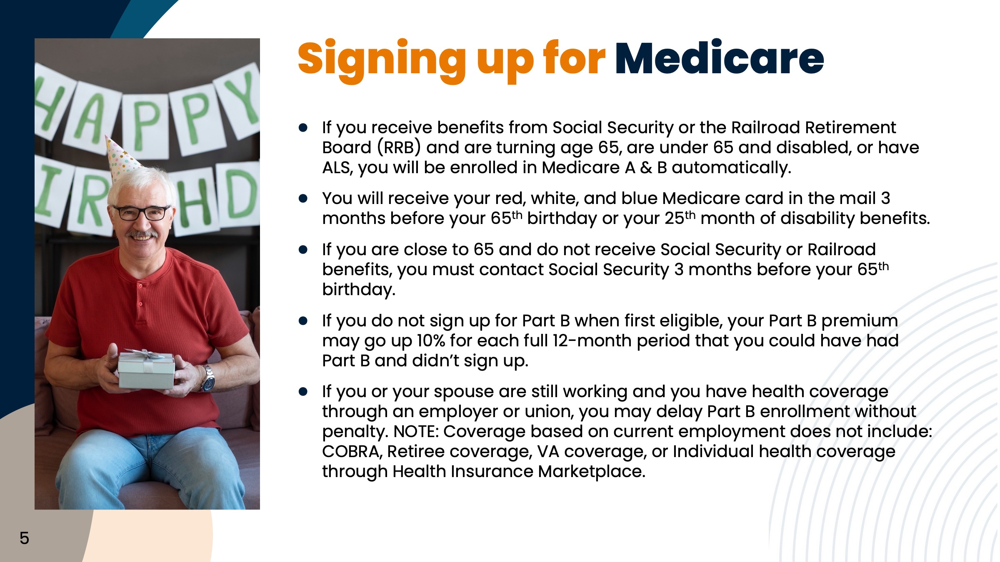 Signing up for Medicare
HAPPY
IR HD
• If you receive benefits from Social Security or the Railroad Retirement
Board (RRB) and are turning age 65, are under 65 and disabled, or have
ALS, you will be enrolled in Medicare A & B automatically.
• You will receive your red, white, and blue Medicare card in the mail 3
months before your 65th birthday or your 25th month of disability benefits.
• If you are close to 65 and do not receive Social Security or Railroad
benefits, you must contact Social Security 3 months before your 65th
birthday.
• If you do not sign up for Part B when first eligible, your Part B premium
may go up 10% for each full 12-month period that you could have had
Part B and didn’t sign up.
• If you or your spouse are still working and you have health coverage
through an employer or union, you may delay Part B enrollment without
penalty. NOTE: Coverage based on current employment does not include:
COBRA, Retiree coverage, VA coverage, or Individual health coverage
through Health Insurance Marketplace.
5